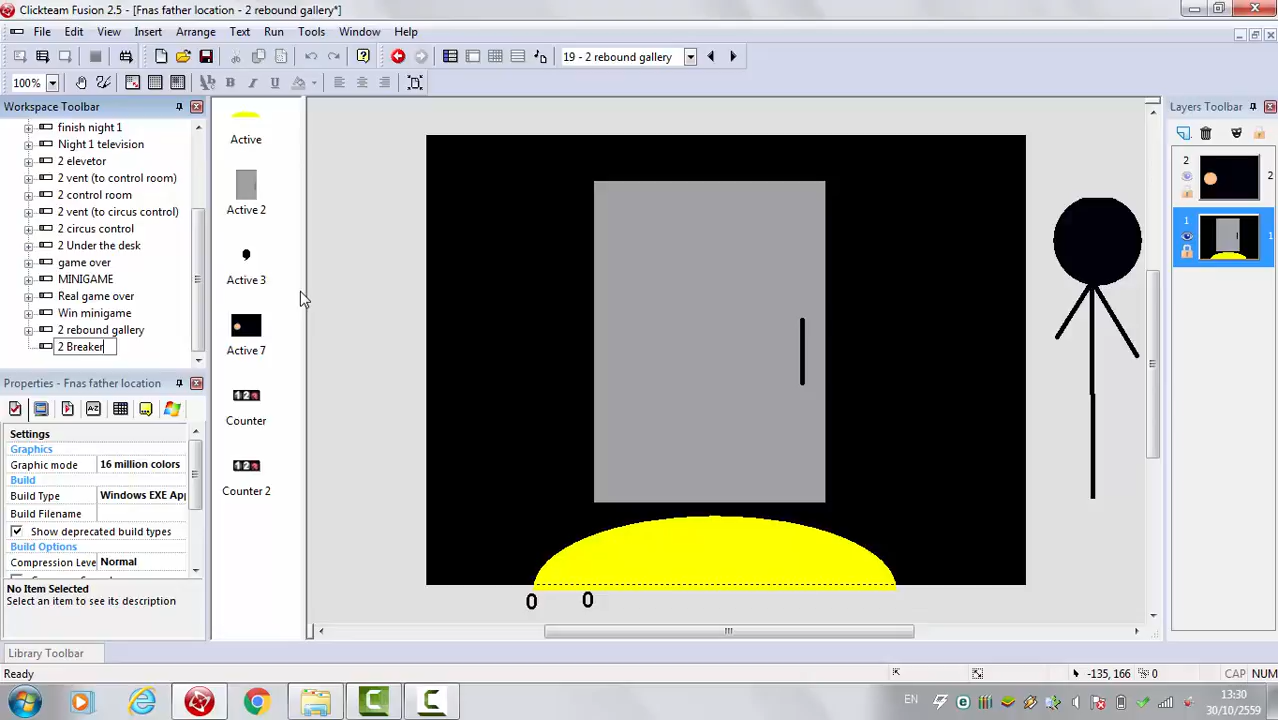 Clickteam Fusion 2.5 - [Fnas father location - 2 rebound gallery*]
File Edit View Insert Arrange Text Run Tools Window Help
19 - 2 rebound gallery
100%
Workspace Toolbar
finish night 1
Night 1 television
2 elevetor
2 vent (to control room)
2 control room
2 vent (to circus control)
2 circus control
2 Under the desk
game over
MINIGAME
Real game over
Win minigame
2 rebound gallery
2 Breaker
Properties - Fnas father location
Settings
Graphics
Graphic mode 16 million colors
Build
Build Type Windows EXE App
Build Filename
Show deprecated build types
Build Options
Compression Leve Normal
No Item Selected
Select an item to see its description
Library Toolbar
Active
Active 2
Active 3
Active 7
Counter
Counter 2
0 0
Layers Toolbar
2 2
1 1
Ready
-135, 166 0 CAP NUM
EN
13:30
30/10/2559